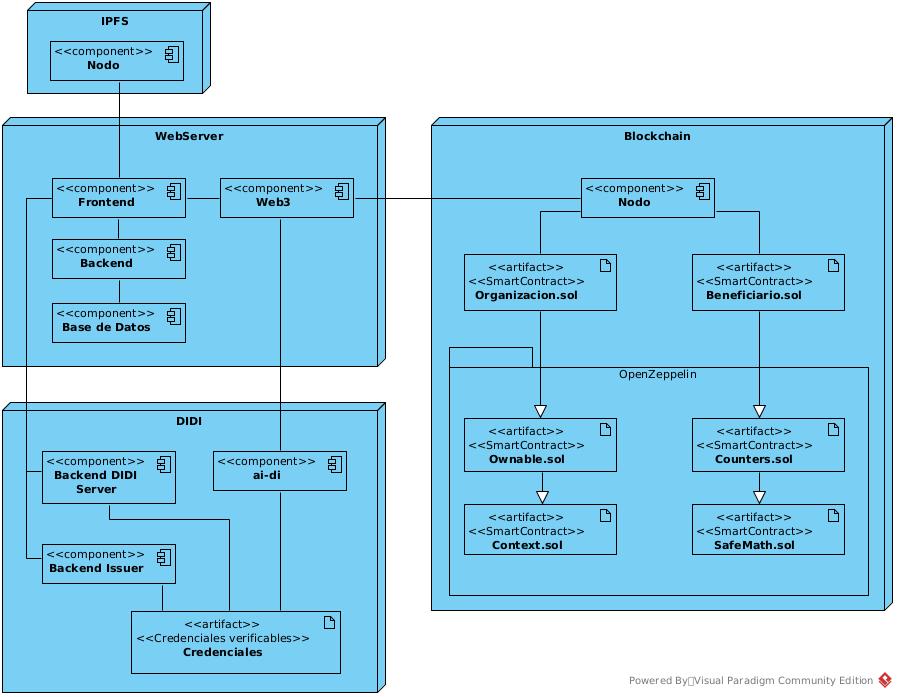 IPFS
<<component>>
Nodo
WebServer
<<component>>
Frontend
<<component>>
Web3
<<component>>
Backend
<<component>>
Base de Datos
Blockchain
<<component>>
Nodo
<<artifact>>
<<SmartContract>>
Organizacion.sol
<<artifact>>
<<SmartContract>>
Beneficiario.sol
OpenZeppelin
<<artifact>>
<<SmartContract>>
Ownable.sol
<<artifact>>
<<SmartContract>>
Counters.sol
<<artifact>>
<<SmartContract>>
Context.sol
<<artifact>>
<<SmartContract>>
SafeMath.sol
DIDI
<<component>>
Backend DIDI
Server
<<component>>
ai-di
<<component>>
Backend Issuer
<<artifact>>
<<Credenciales verificables>>
Credenciales
Powered By Visual Paradigm Community Edition